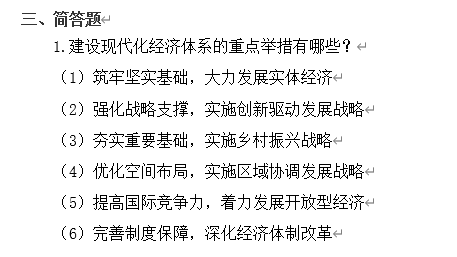 三、简答题
1.建设现代化经济体系的重点举措有哪些？
（1）筑牢坚实基础，大力发展实体经济
（2）强化战略支撑，实施创新驱动发展战略
（3）夯实重要基础，实施乡村振兴战略
（4）优化空间布局，实施区域协调发展战略
（5）提高国际竞争力，着力发展开放型经济
（6）完善制度保障，深化经济体制改革